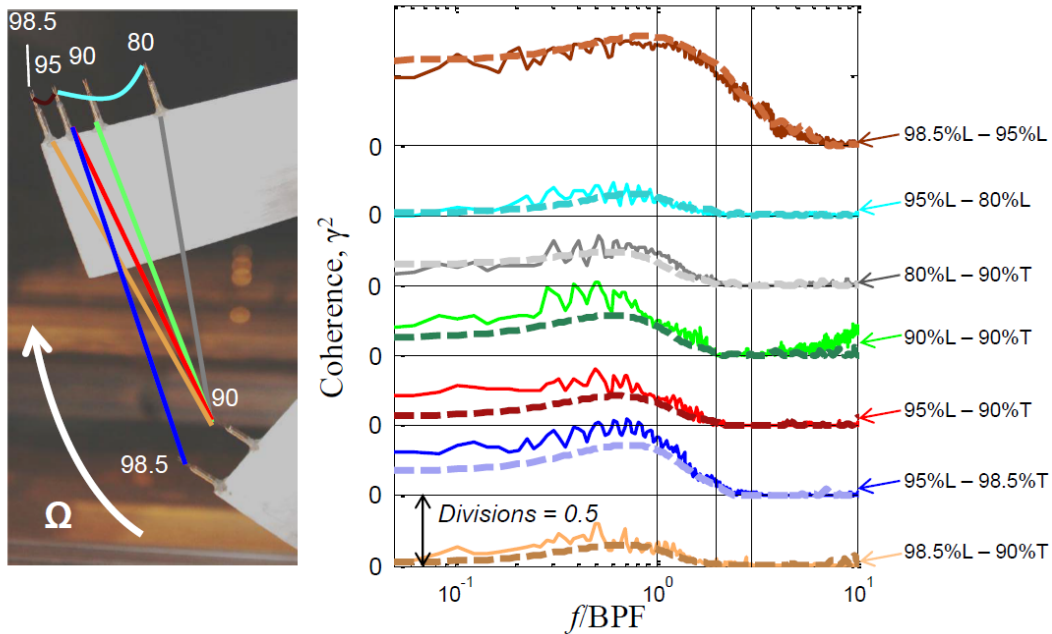 98.5
95
90
80
90
98.5
Ω
Coherence, γ²
0
0
0
0
0
0
0
Divisions = 0.5
98.5%L – 95%L
95%L – 80%L
80%L – 90%T
90%L – 90%T
95%L – 90%T
95%L – 98.5%T
98.5%L – 90%T
10⁻¹
10⁰
10¹
f/BPF